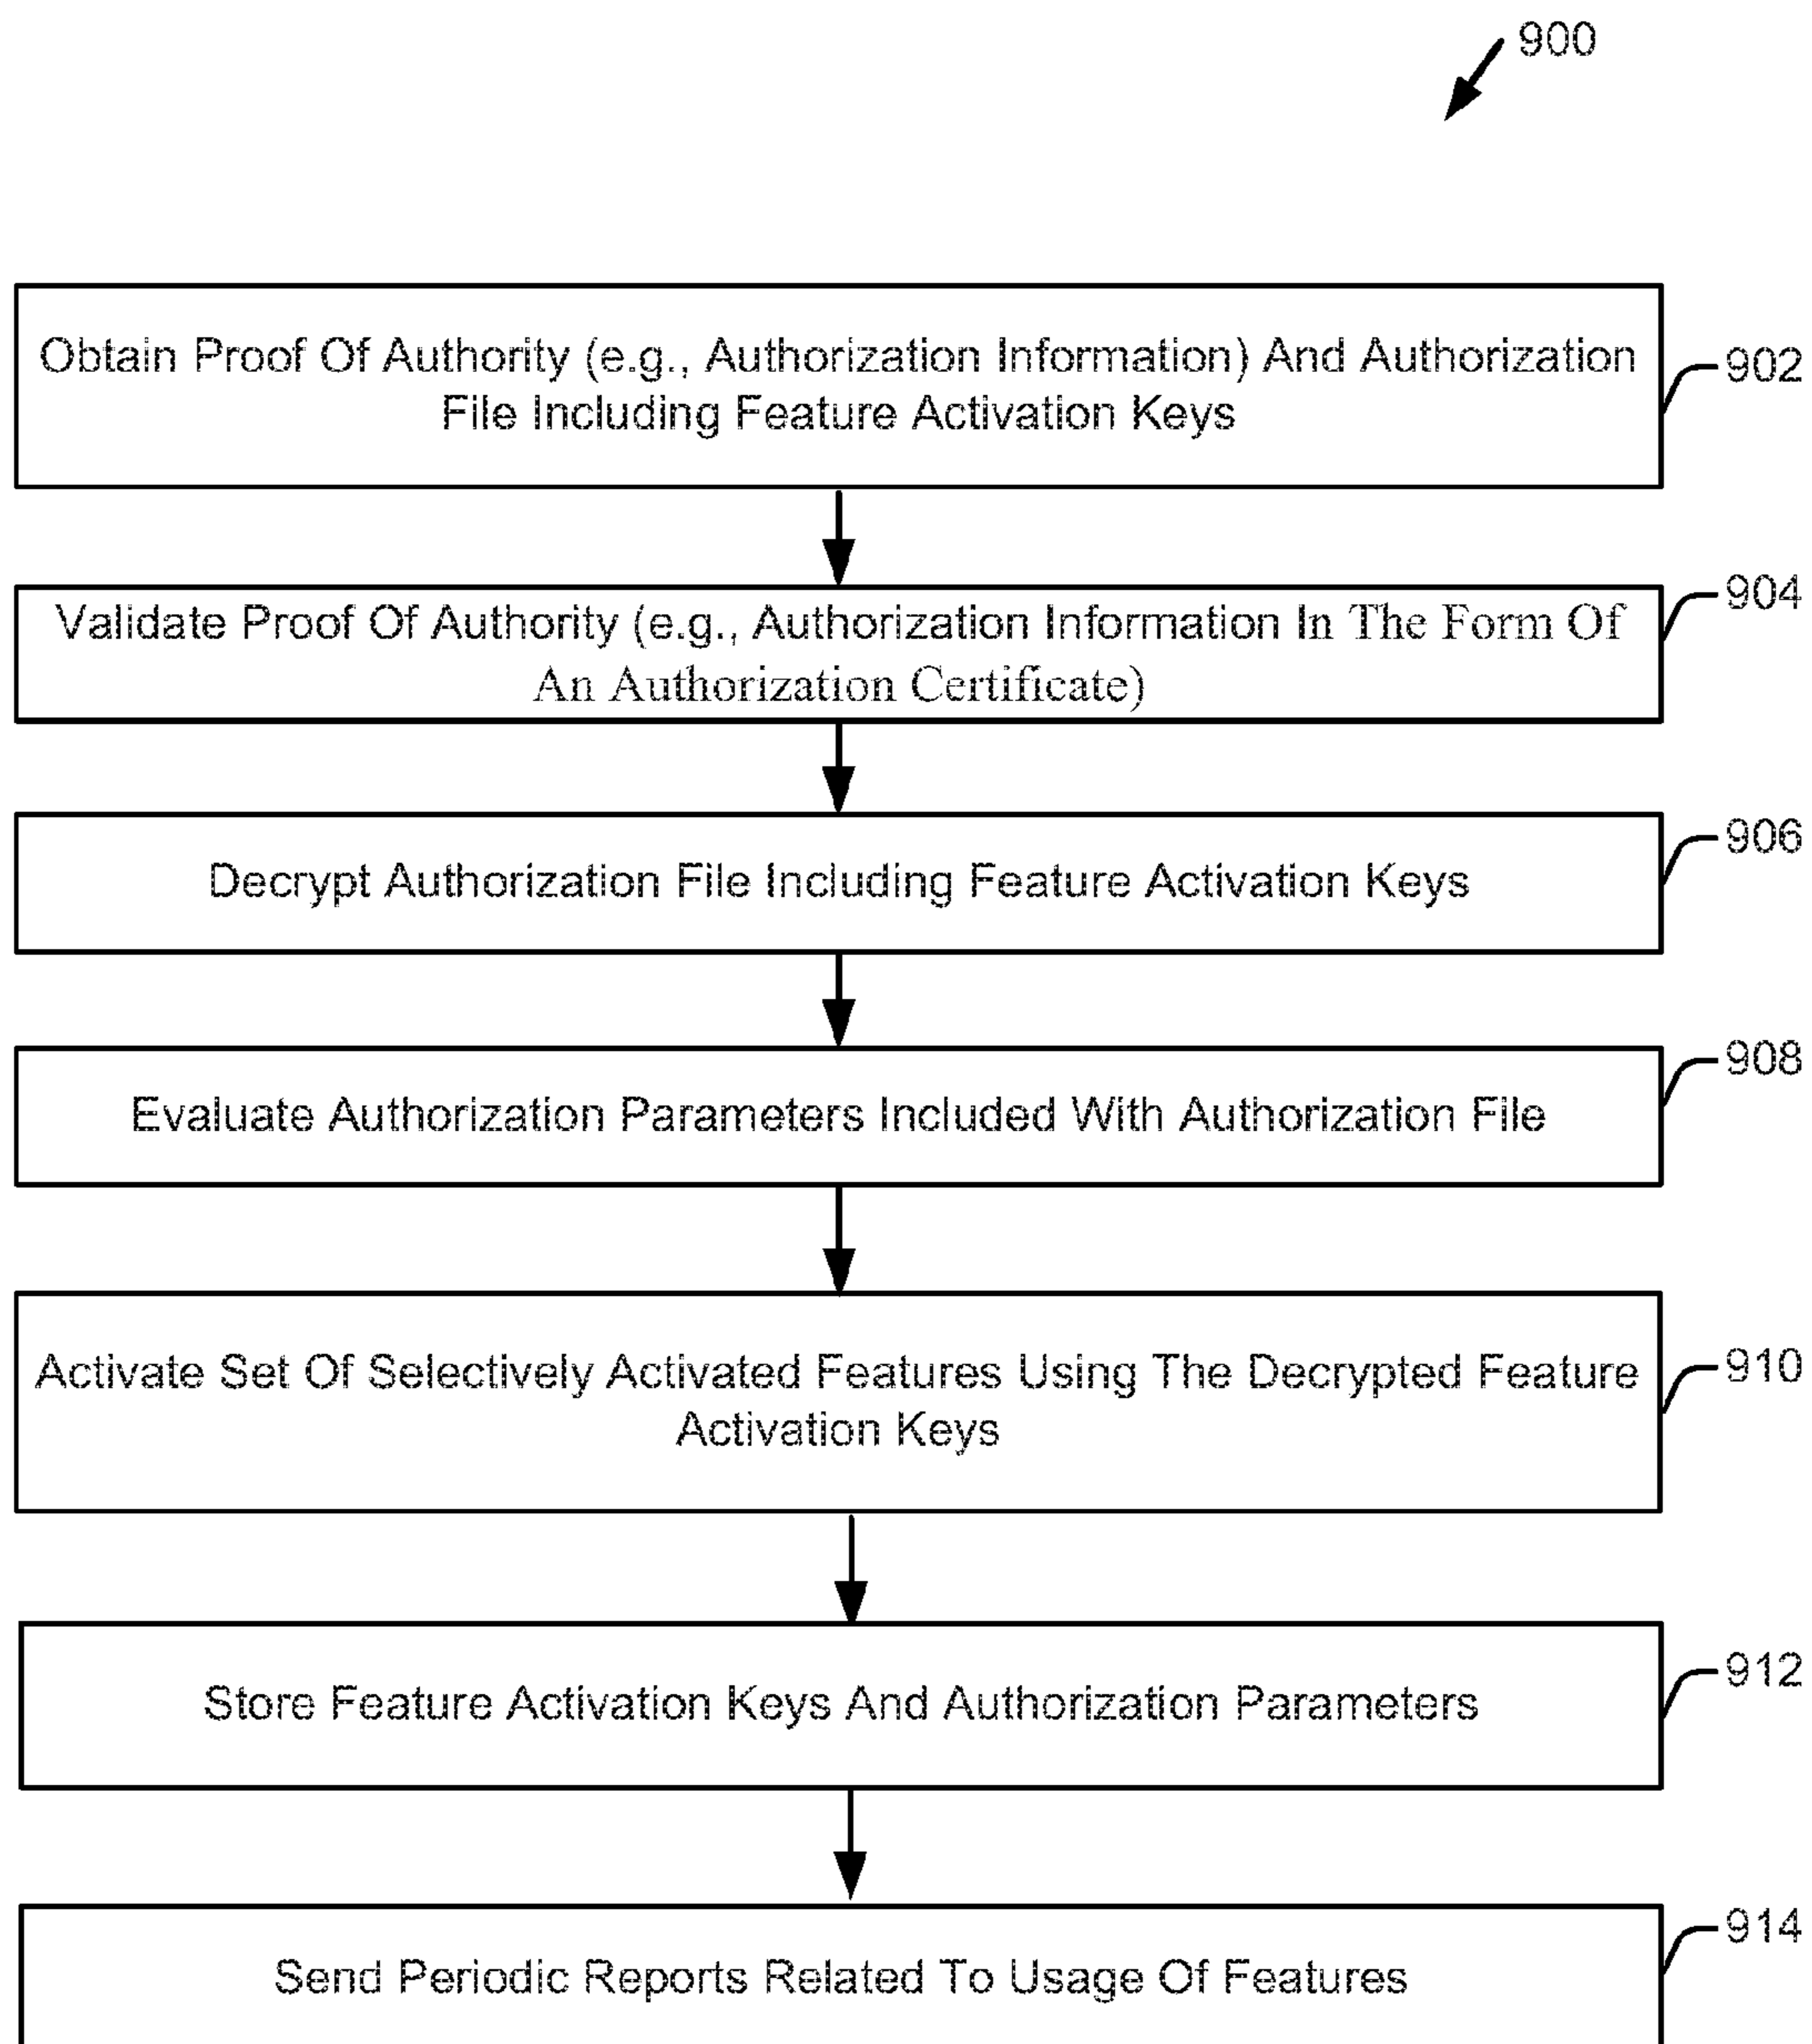 900
Obtain Proof Of Authority (e.g., Authorization Information) And Authorization
File Including Feature Activation Keys
902
Validate Proof Of Authority (e.g., Authorization Information In The Form Of
An Authorization Certificate)
904
Decrypt Authorization File Including Feature Activation Keys
906
Evaluate Authorization Parameters Included With Authorization File
908
Activate Set Of Selectively Activated Features Using The Decrypted Feature
Activation Keys
910
Store Feature Activation Keys And Authorization Parameters
912
Send Periodic Reports Related To Usage Of Features
914